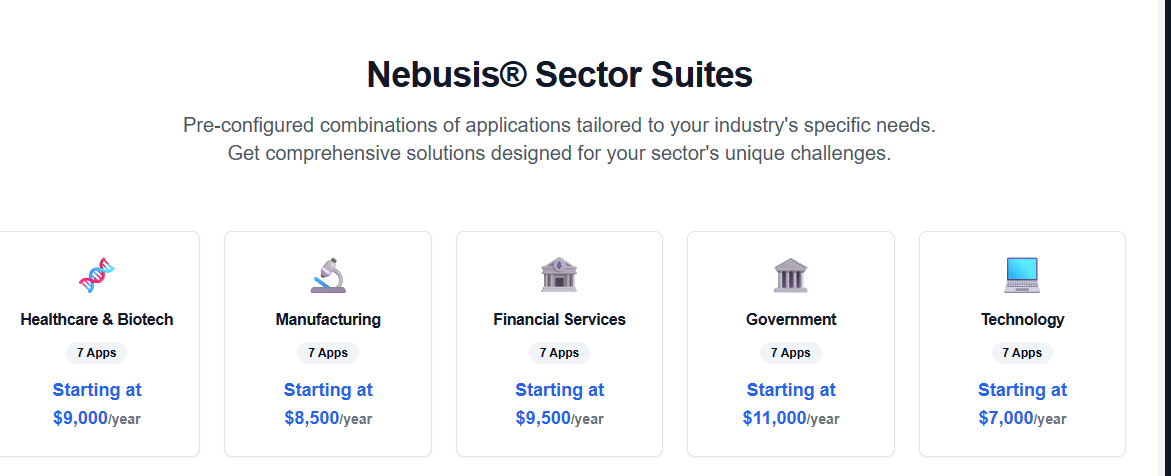 Nebusis® Sector Suites
Pre-configured combinations of applications tailored to your industry's specific needs.
Get comprehensive solutions designed for your sector's unique challenges.
Healthcare & Biotech
7 Apps
Starting at
$9,000/year
Manufacturing
7 Apps
Starting at
$8,500/year
Financial Services
7 Apps
Starting at
$9,500/year
Government
7 Apps
Starting at
$11,000/year
Technology
7 Apps
Starting at
$7,000/year